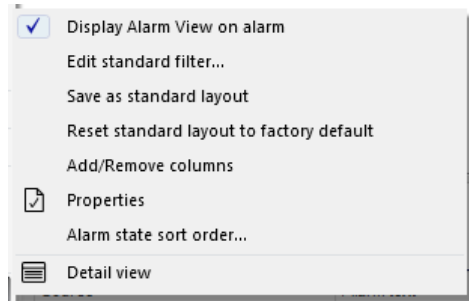 Display Alarm View on alarm
Edit standard filter...
Save as standard layout
Reset standard layout to factory default
Add/Remove columns
Properties
Alarm state sort order...
Detail view